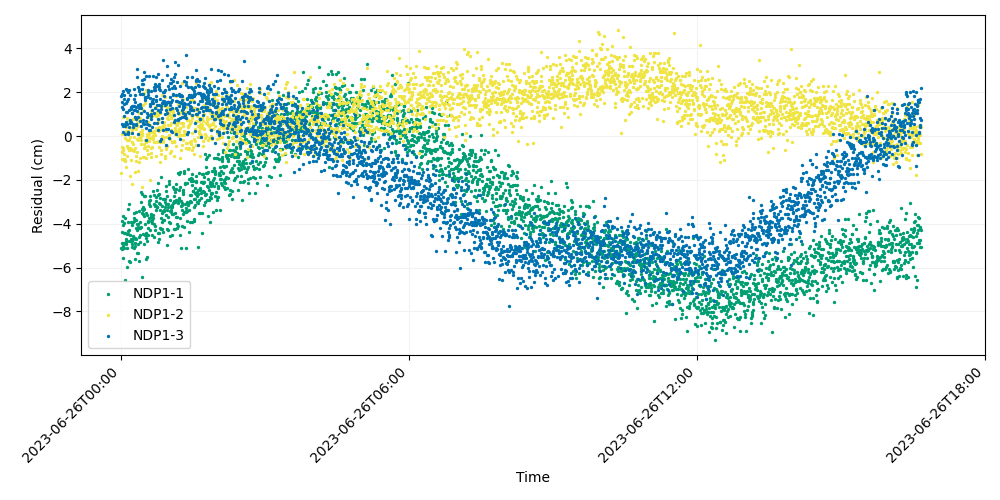 4
2
0
−2
−4
−6
−8
Residual (cm)
NDP1-1
NDP1-2
NDP1-3
2023-06-26T00:00
2023-06-26T06:00
2023-06-26T12:00
2023-06-26T18:00
Time